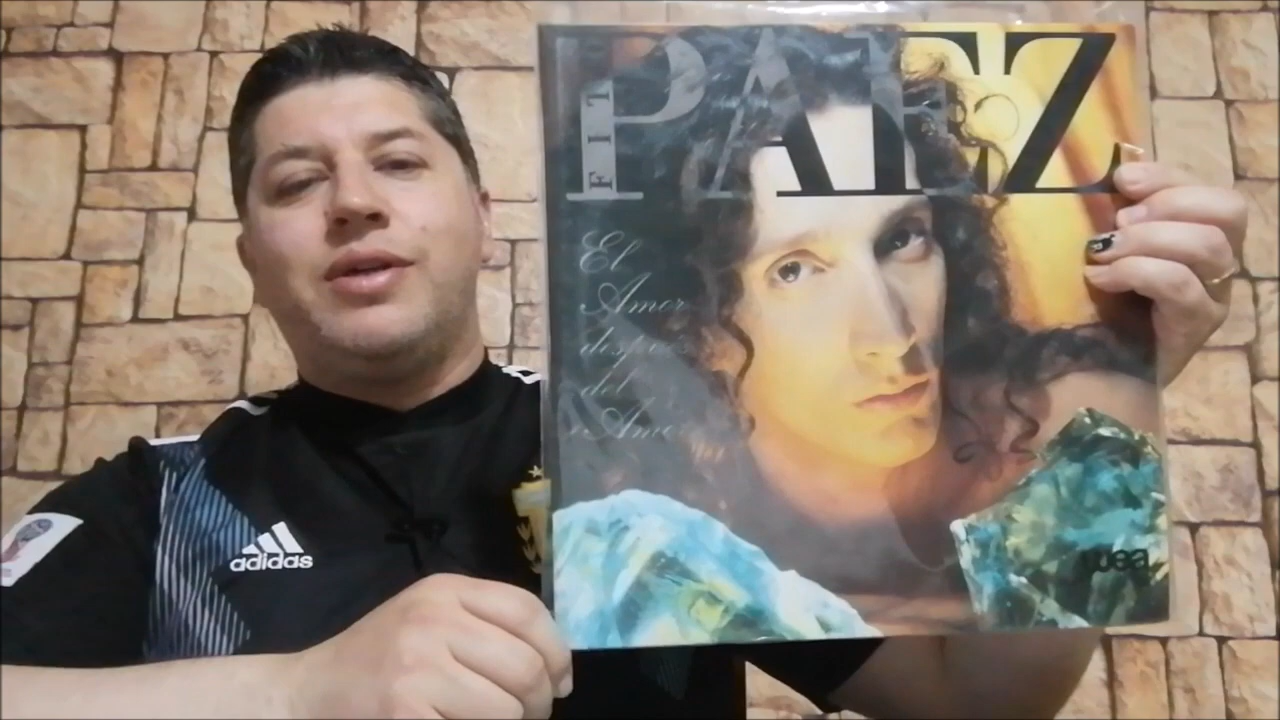 FITO
PAEZ
El
Amor
después
del
Amor
wea
adidas